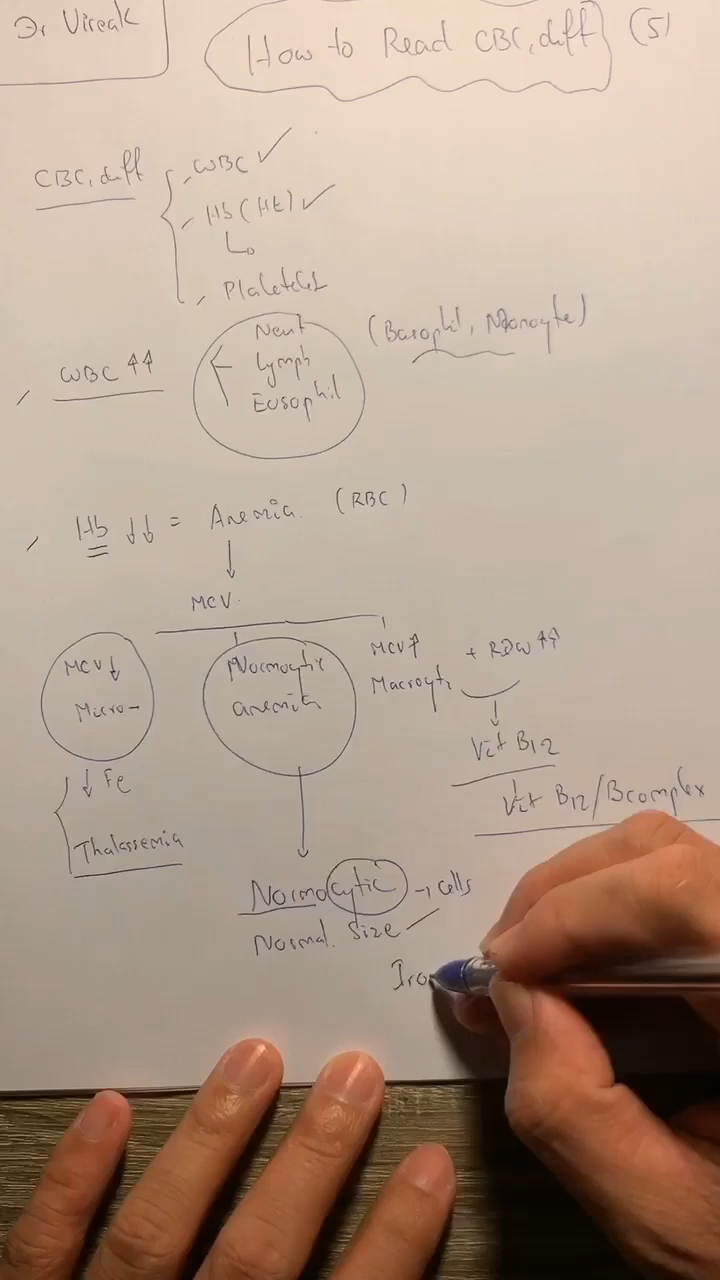 Dr Vireak
How to Read CBC, diff (5)
CBC, diff
WBC ✓
Hb (Ht) ✓
Platelet
WBC ↑↑
Neut
Lymph
Eosophil
(Basophil, Monocyte)
Hb ↓↓ = Anemia (RBC)
MCV
MCV ↓
Micro-
↓ Fe
Thalassemia
Normocytic
anemia
MCV ↑
Macrocyti
+ RDW ↑↑
Vit B12
Vit B12/Bcomplex
Normocytic → cells
Normal Size
Iro